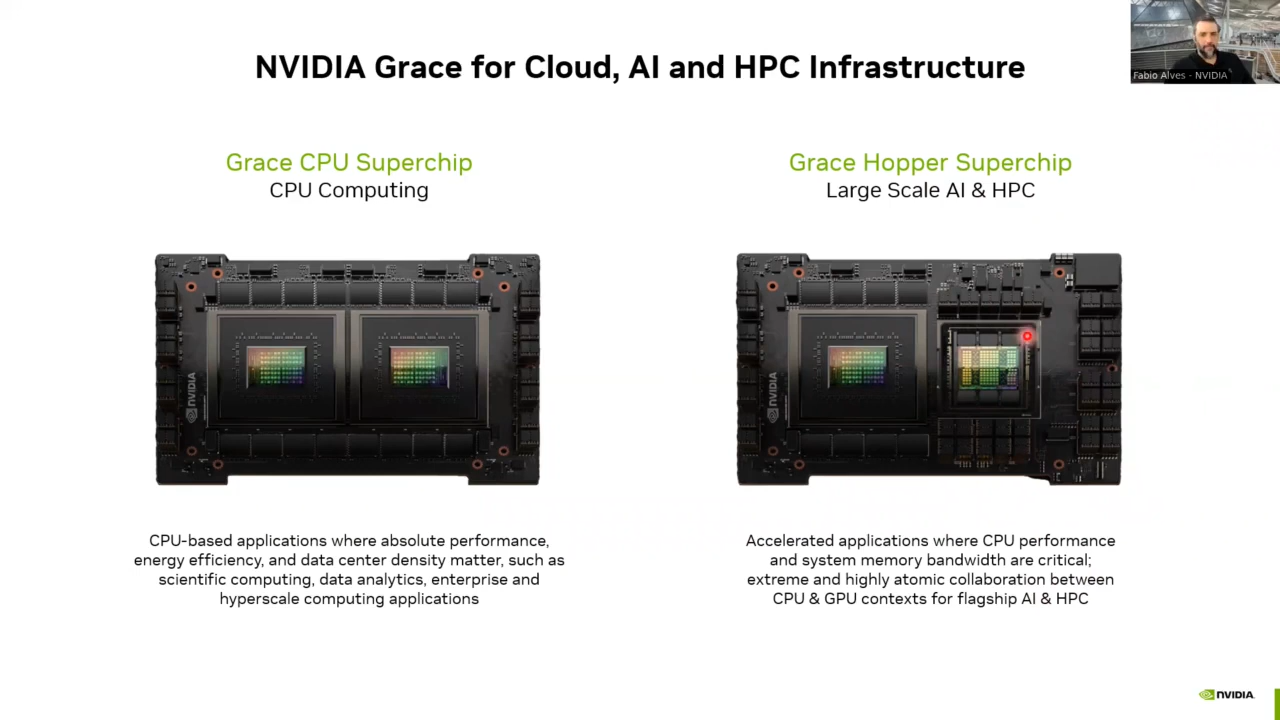 NVIDIA Grace for Cloud, AI and HPC Infrastructure
Fabio Alves - NVIDIA
Grace CPU Superchip
CPU Computing
Grace Hopper Superchip
Large Scale AI & HPC
NVIDIA
NVIDIA
CPU-based applications where absolute performance,
energy efficiency, and data center density matter, such as
scientific computing, data analytics, enterprise and
hyperscale computing applications
Accelerated applications where CPU performance
and system memory bandwidth are critical;
extreme and highly atomic collaboration between
CPU & GPU contexts for flagship AI & HPC
NVIDIA